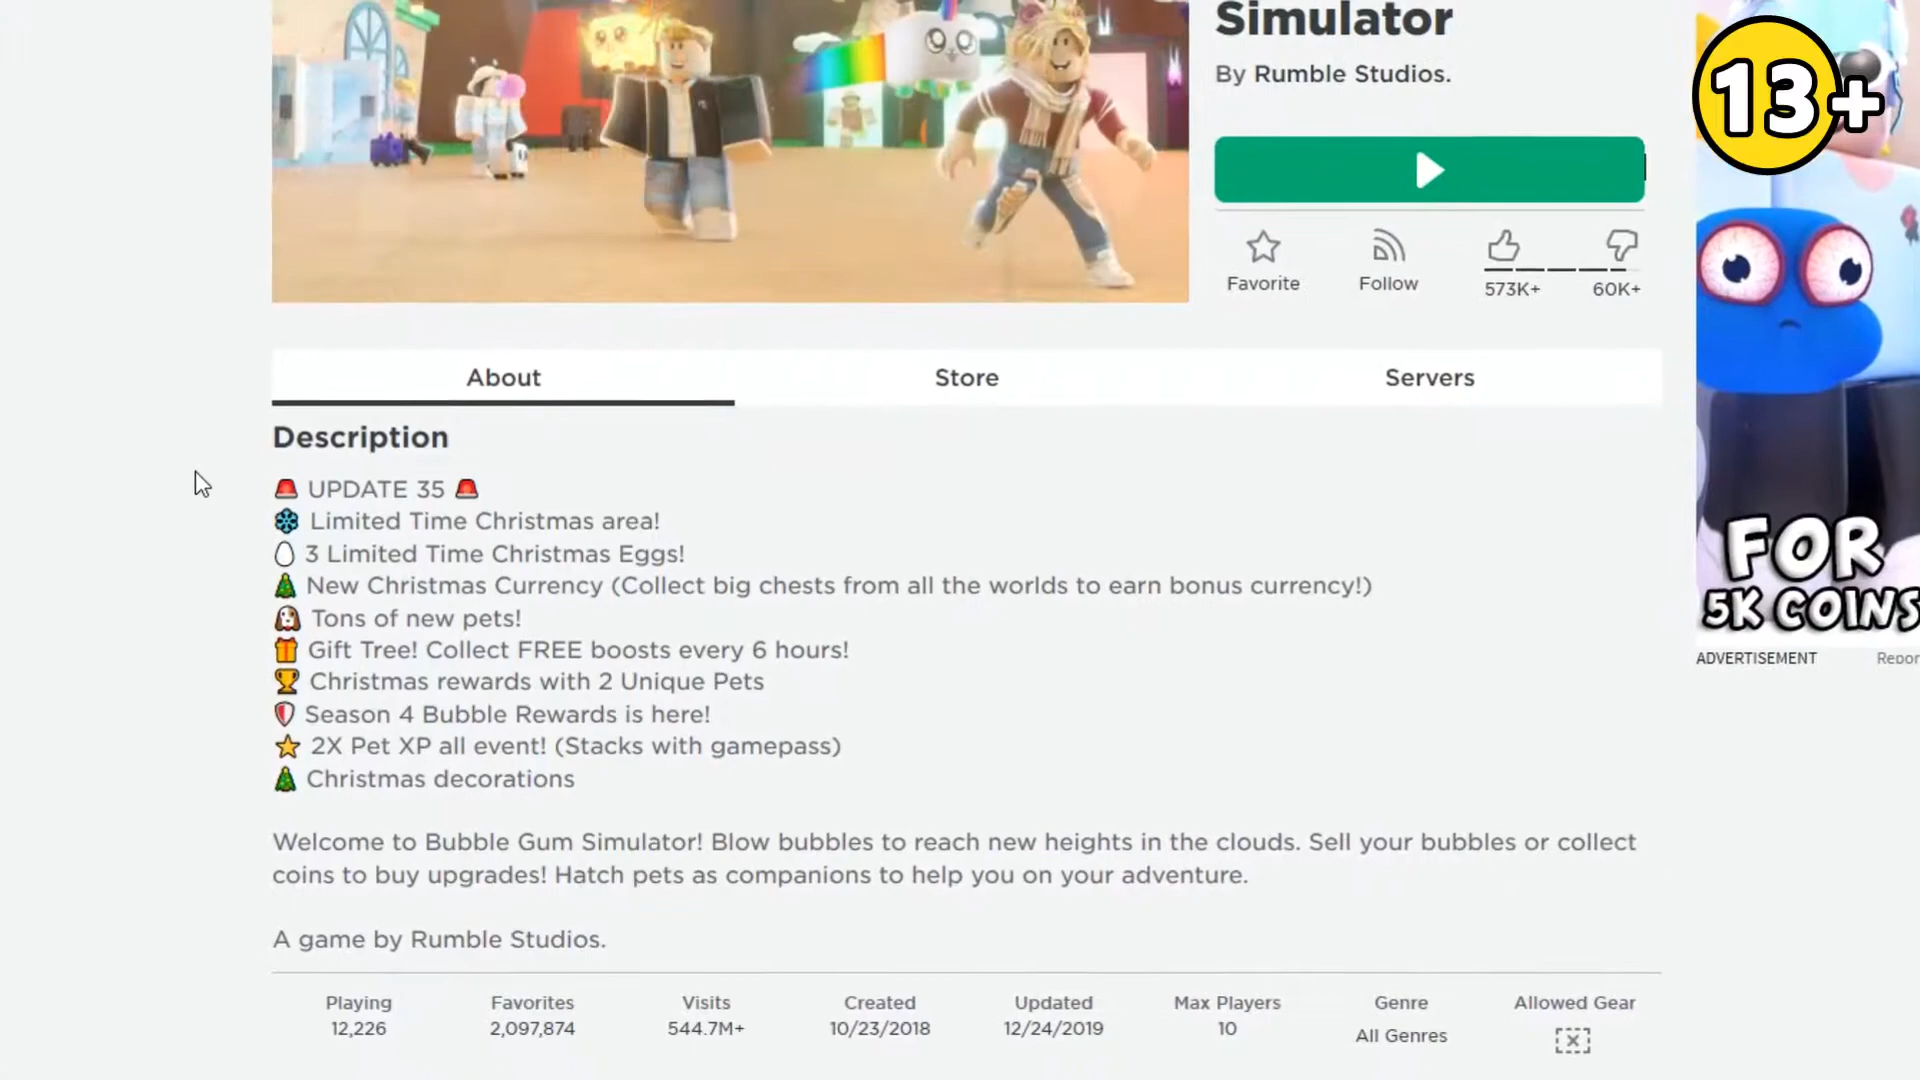 Simulator
By Rumble Studios.
13+
Favorite
Follow
573K+
60K+
About
Store
Servers
Description
🚨 UPDATE 35 🚨
❄ Limited Time Christmas area!
🥚 3 Limited Time Christmas Eggs!
🎄 New Christmas Currency (Collect big chests from all the worlds to earn bonus currency!)
🐶 Tons of new pets!
🎁 Gift Tree! Collect FREE boosts every 6 hours!
🏆 Christmas rewards with 2 Unique Pets
🛡 Season 4 Bubble Rewards is here!
⭐ 2X Pet XP all event! (Stacks with gamepass)
🎄 Christmas decorations
Welcome to Bubble Gum Simulator! Blow bubbles to reach new heights in the clouds. Sell your bubbles or collect
coins to buy upgrades! Hatch pets as companions to help you on your adventure.
A game by Rumble Studios.
FOR
5K COINS
ADVERTISEMENT
Repor
Playing
Favorites
Visits
Created
Updated
Max Players
Genre
Allowed Gear
12,226
2,097,874
544.7M+
10/23/2018
12/24/2019
10
All Genres